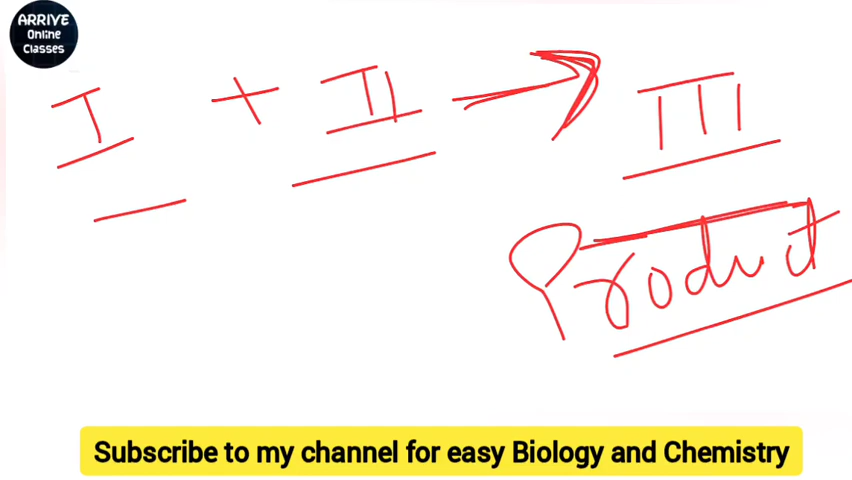 ARRIVE
Online
Classes
I + II → III
Product
Subscribe to my channel for easy Biology and Chemistry